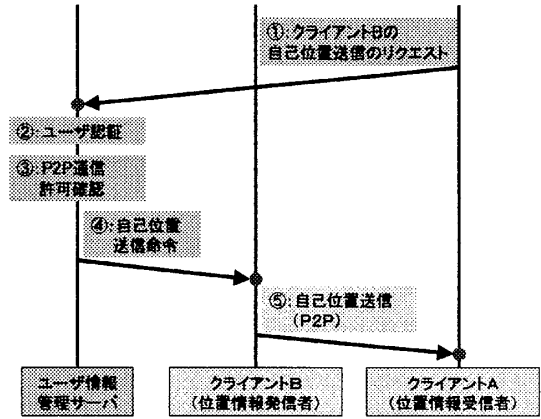 ①:クライアントBの
自己位置送信のリクエスト
②:ユーザ認証
③:P2P通信
許可確認
④:自己位置
送信命令
⑤:自己位置送信
(P2P)
ユーザ情報
管理サーバ
クライアントB
(位置情報発信者)
クライアントA
(位置情報受信者)